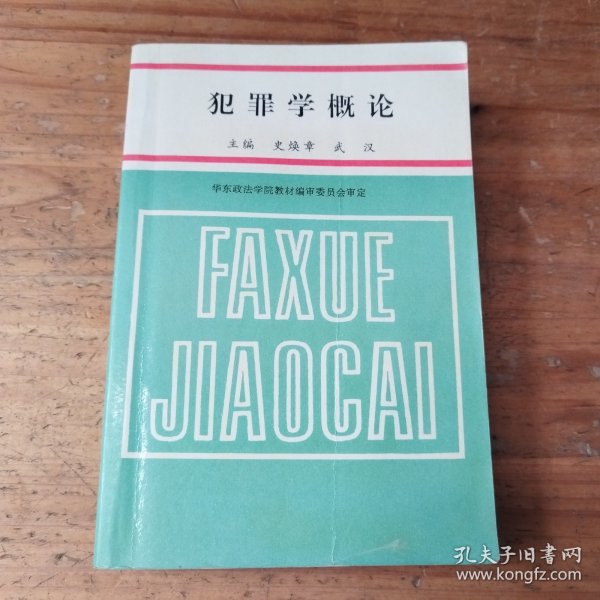 犯罪学概论
主编 史焕章 武汉
华东政法学院教材编审委员会审定
FAXUE
JIAOCAI
孔夫子旧书网
www.kongfz.com